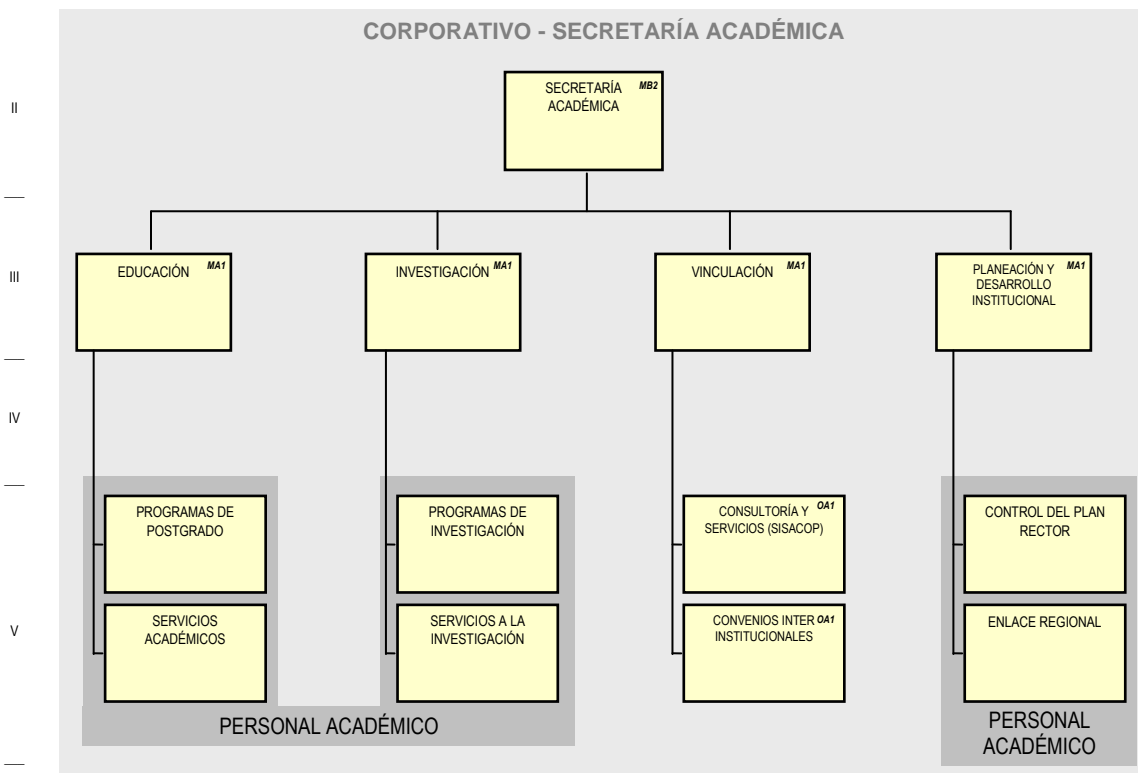 CORPORATIVO - SECRETARÍA ACADÉMICA
II
SECRETARÍA MB2
ACADÉMICA
III
EDUCACIÓN MA1
INVESTIGACIÓN MA1
VINCULACIÓN MA1
PLANEACIÓN Y MA1
DESARROLLO
INSTITUCIONAL
IV
PROGRAMAS DE
POSTGRADO
PROGRAMAS DE
INVESTIGACIÓN
CONSULTORÍA Y OA1
SERVICIOS (SISACOP)
CONTROL DEL PLAN
RECTOR
V
SERVICIOS
ACADÉMICOS
SERVICIOS A LA
INVESTIGACIÓN
CONVENIOS INTER OA1
INSTITUCIONALES
ENLACE REGIONAL
PERSONAL ACADÉMICO
PERSONAL
ACADÉMICO